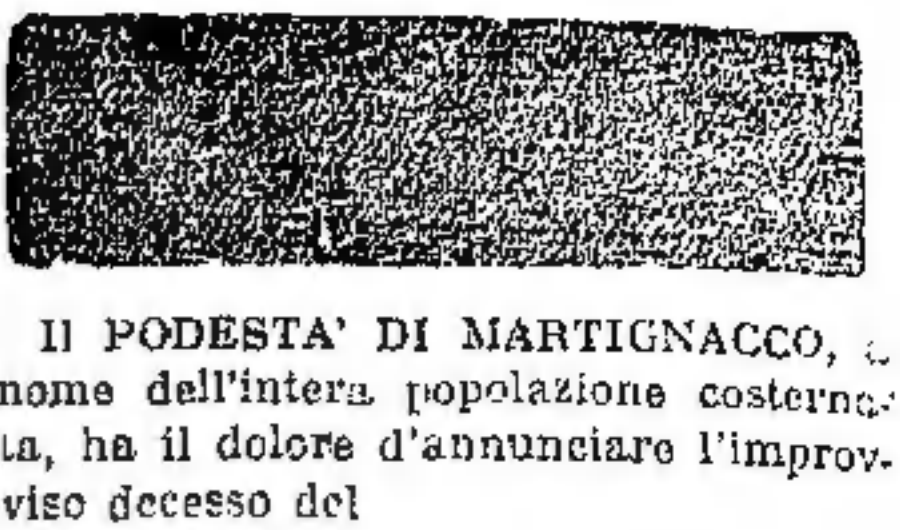 Il PODESTA' DI MARTIGNACCO, a
nome dell'intera popolazione costerna-
ta, ha il dolore d'annunciare l'improv-
viso decesso del